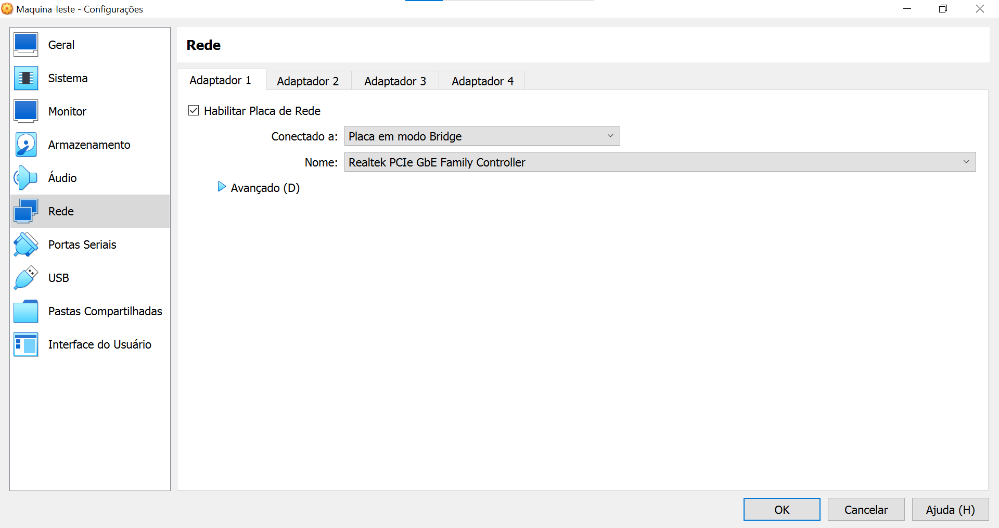 Maquina Teste - Configurações
Geral
Sistema
Monitor
Armazenamento
Áudio
Rede
Portas Seriais
USB
Pastas Compartilhadas
Interface do Usuário
Rede
Adaptador 1 Adaptador 2 Adaptador 3 Adaptador 4
Habilitar Placa de Rede
Conectado a: Placa em modo Bridge
Nome: Realtek PCIe GbE Family Controller
Avançado (D)
OK Cancelar Ajuda (H)